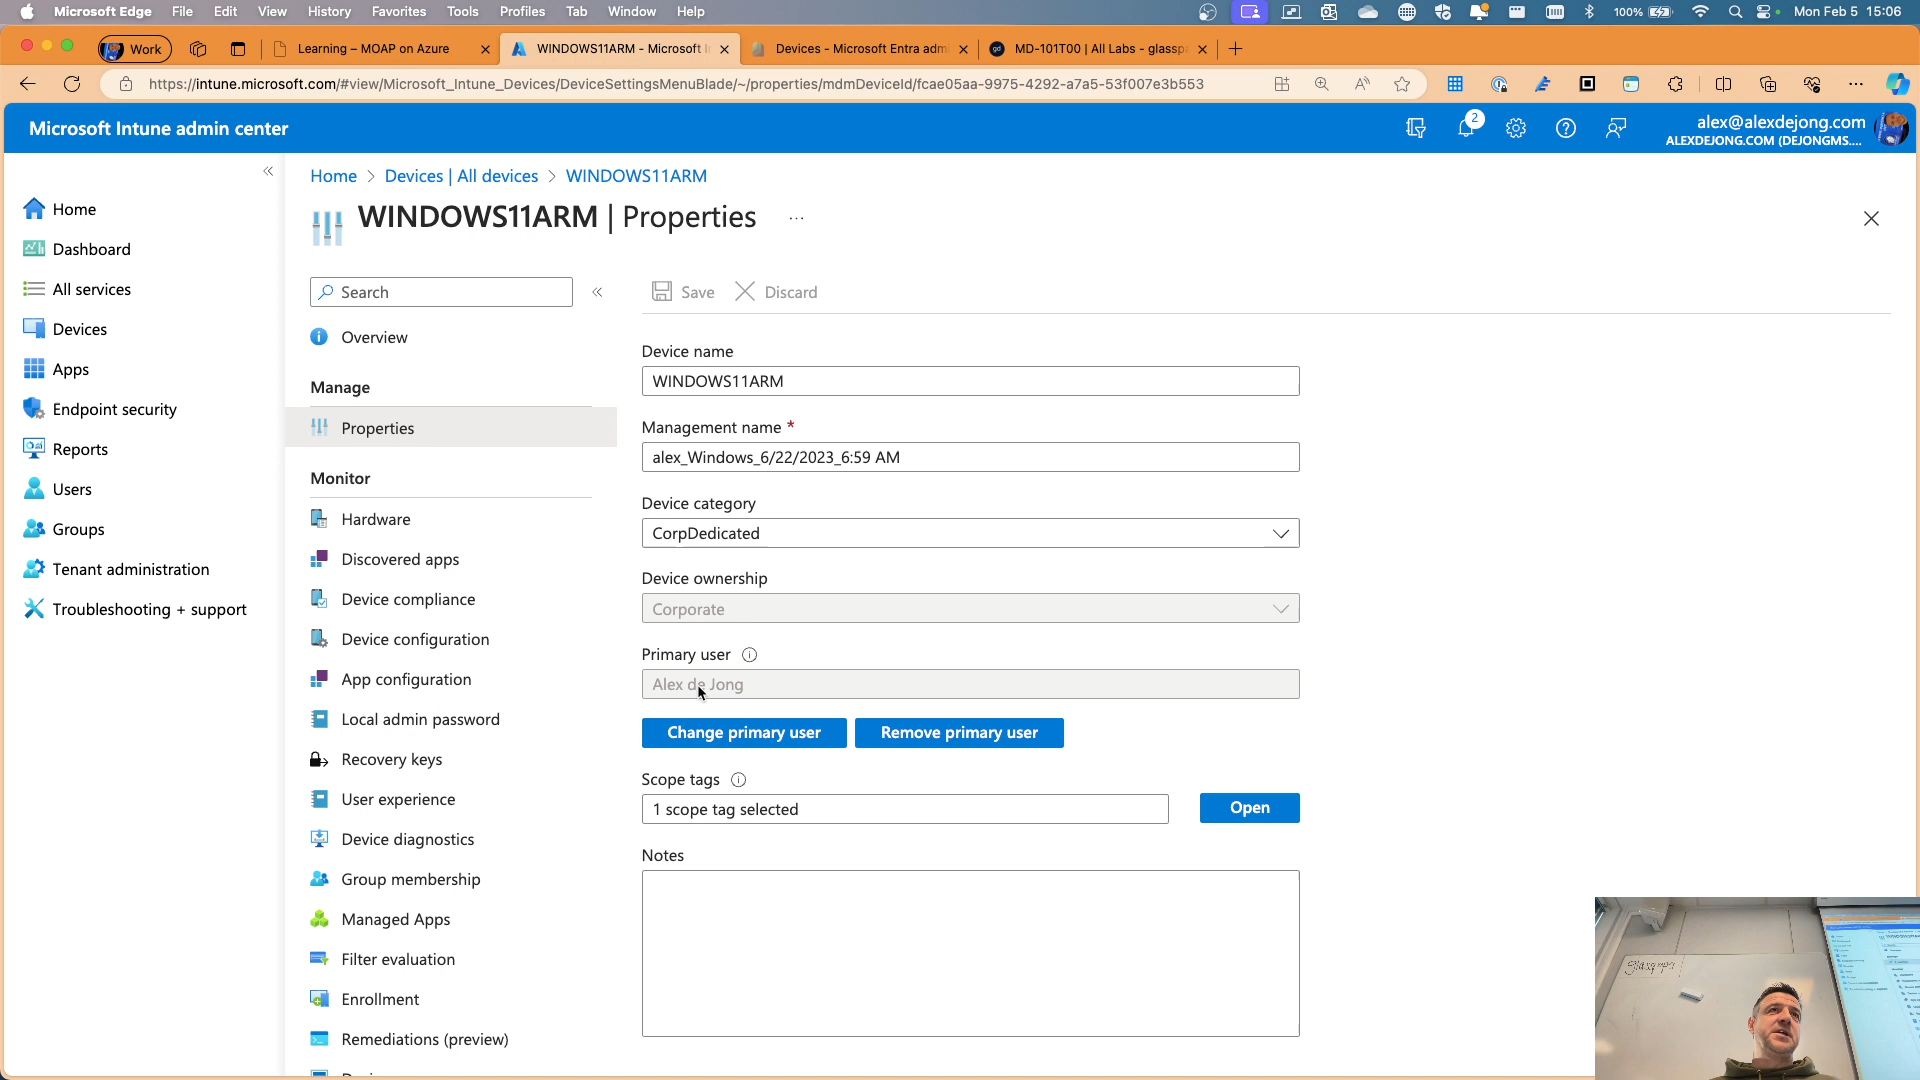 Microsoft Edge File Edit View History Favorites Tools Profiles Tab Window Help 100% Mon Feb 5 15:06
Work Learning – MOAP on Azure WINDOWS11ARM - Microsoft I Devices - Microsoft Entra adm MD-101T00 | All Labs - glassp
https://intune.microsoft.com/#view/Microsoft_Intune_Devices/DeviceSettingsMenuBlade/~/properties/mdmDeviceId/fcae05aa-9975-4292-a7a5-53f007e3b553
Microsoft Intune admin center 2 alex@alexdejong.com
ALEXDEJONG.COM (DEJONGMS....
Home > Devices | All devices > WINDOWS11ARM
WINDOWS11ARM | Properties ...
Home
Dashboard
All services
Devices
Apps
Endpoint security
Reports
Users
Groups
Tenant administration
Troubleshooting + support
Search
Overview
Manage
Properties
Monitor
Hardware
Discovered apps
Device compliance
Device configuration
App configuration
Local admin password
Recovery keys
User experience
Device diagnostics
Group membership
Managed Apps
Filter evaluation
Enrollment
Remediations (preview)
Save Discard
Device name
WINDOWS11ARM
Management name *
alex_Windows_6/22/2023_6:59 AM
Device category
CorpDedicated
Device ownership
Corporate
Primary user
Alex de Jong
Change primary user Remove primary user
Scope tags
1 scope tag selected Open
Notes